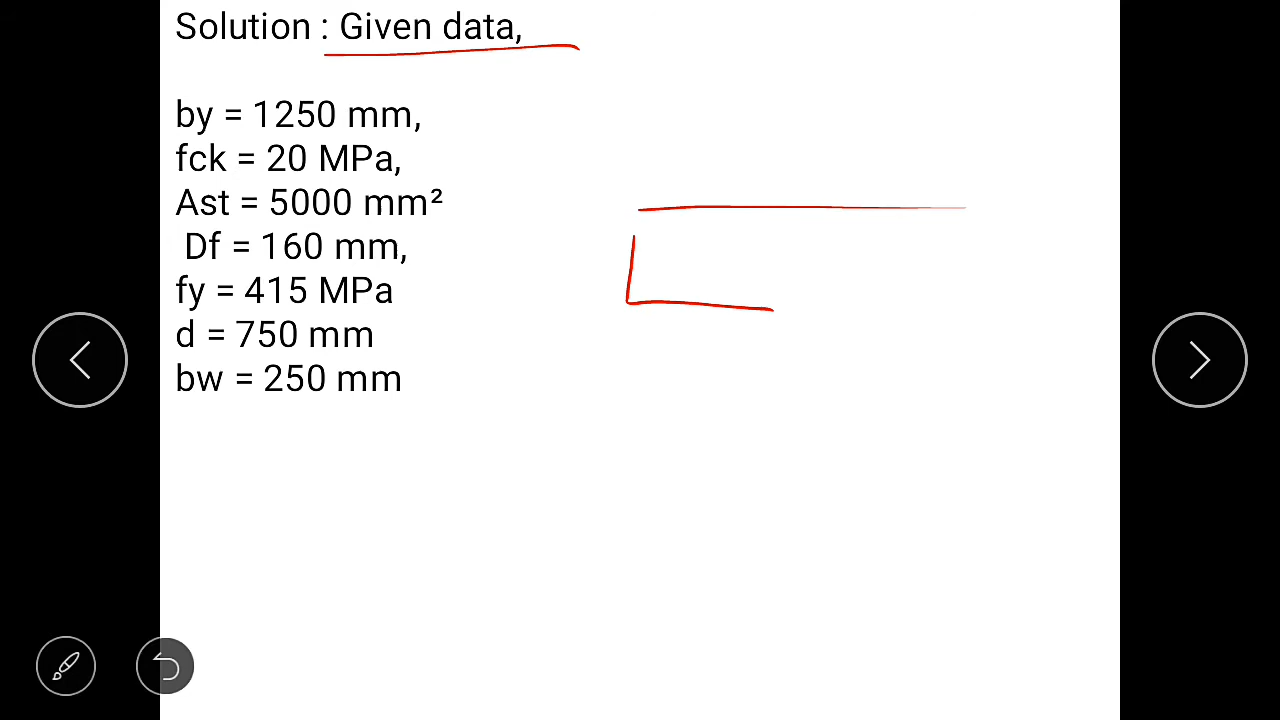 Solution : Given data,
by = 1250 mm,
fck = 20 MPa,
Ast = 5000 mm²
Df = 160 mm,
fy = 415 MPa
d = 750 mm
bw = 250 mm